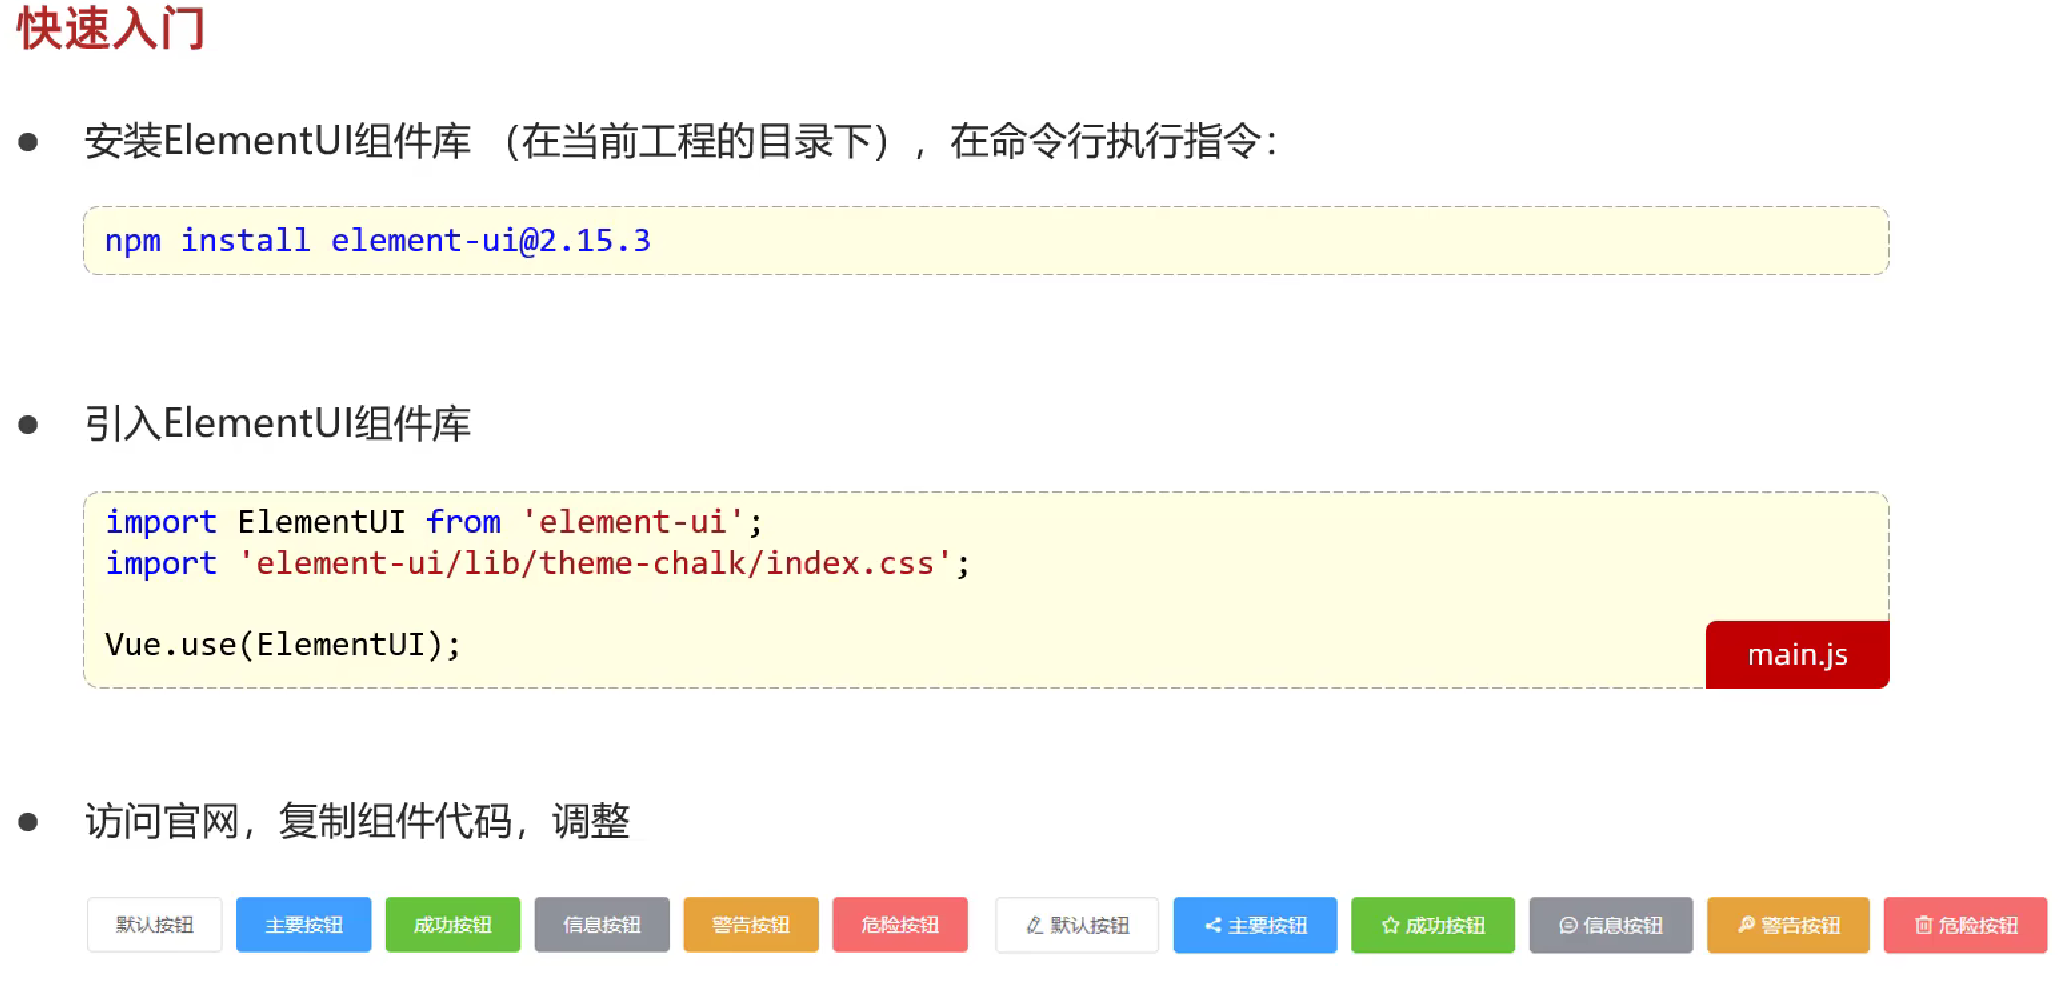 快速入门
安装ElementUI组件库 （在当前工程的目录下），在命令行执行指令：
npm install element-ui@2.15.3
引入ElementUI组件库
import ElementUI from 'element-ui';
import 'element-ui/lib/theme-chalk/index.css';
Vue.use(ElementUI);
main.js
访问官网，复制组件代码，调整
默认按钮 主要按钮 成功按钮 信息按钮 警告按钮 危险按钮 默认按钮 主要按钮 成功按钮 信息按钮 警告按钮 危险按钮